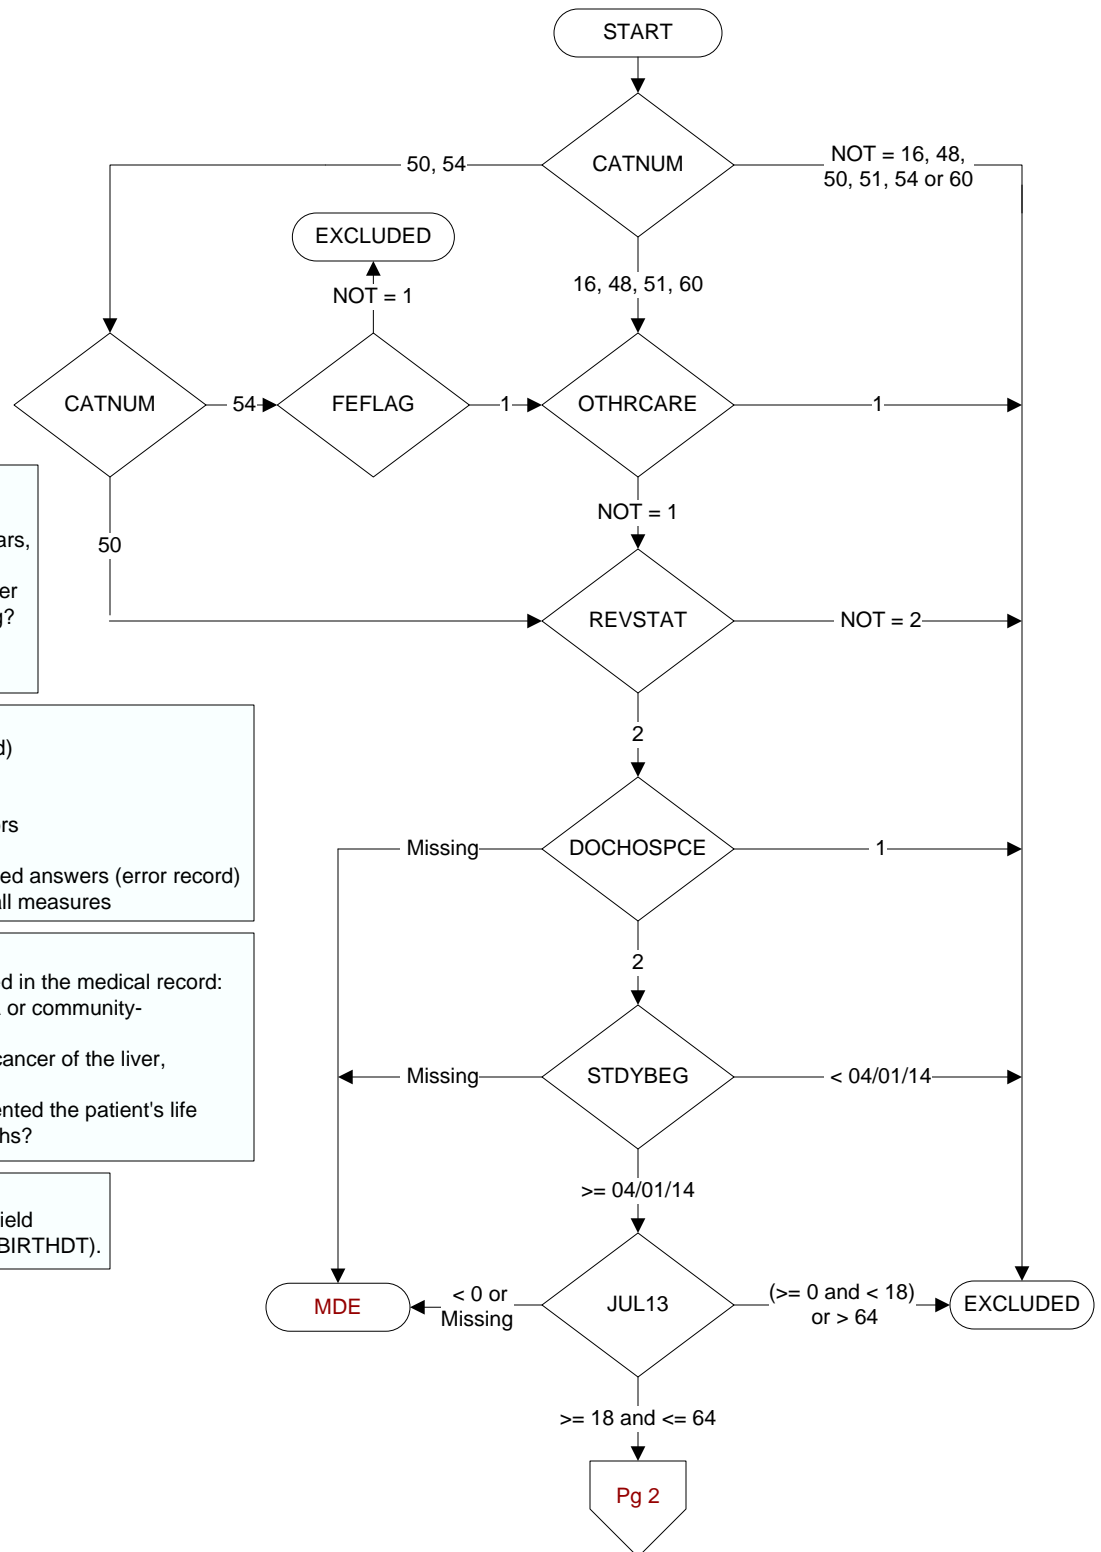 START
CATNUM
50, 54
NOT = 16, 48,
50, 51, 54 or 60
EXCLUDED
NOT = 1
16, 48, 51, 60
CATNUM
54
FEFLAG
1
OTHRCARE
1
NOT = 1
50
REVSTAT
NOT = 2
2
Missing
DOCHOSPCE
1
2
Missing
STDYBEG
< 04/01/14
>= 04/01/14
MDE
< 0 or
Missing
JUL13
(>= 0 and < 18)
or > 64
EXCLUDED
>= 18 and <= 64
Pg 2
ars,
er
g?
d)
ors
ed answers (error record)
all measures
ed in the medical record:
or community-
cancer of the liver,
ented the patient's life
hs?
ield
BIRTHDT).